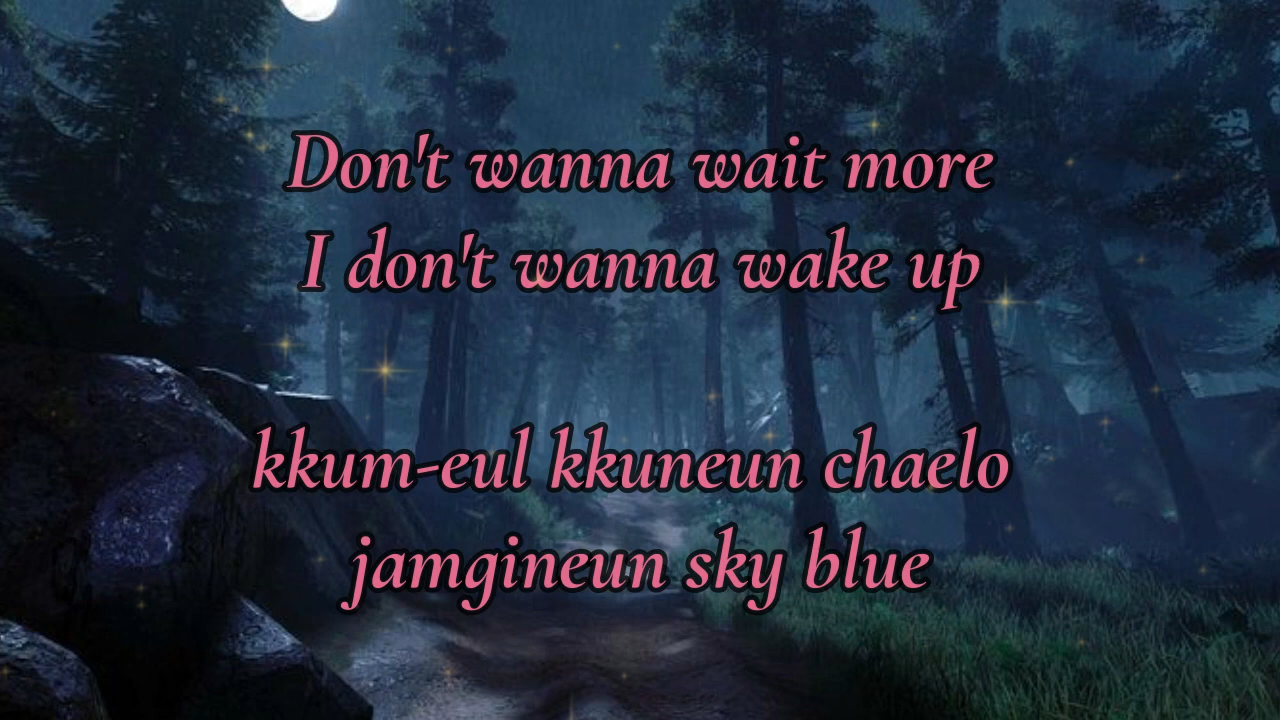 Don't wanna wait more
I don't wanna wake up
kkum-eul kkuneun chaelo
jamgineun sky blue